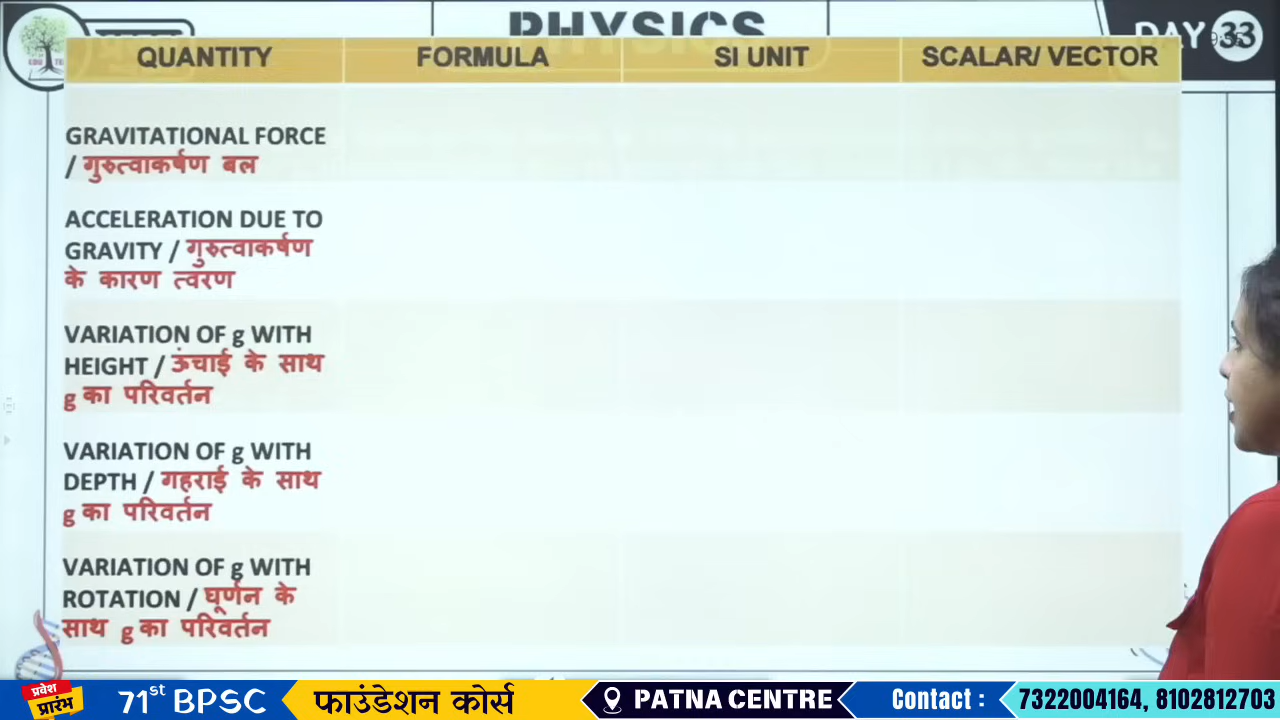 PHYSICS
DAY 33
QUANTITY FORMULA SI UNIT SCALAR/ VECTOR
GRAVITATIONAL FORCE
/ गुरुत्वाकर्षण बल
ACCELERATION DUE TO
GRAVITY / गुरुत्वाकर्षण
के कारण त्वरण
VARIATION OF g WITH
HEIGHT / ऊंचाई के साथ
g का परिवर्तन
VARIATION OF g WITH
DEPTH / गहराई के साथ
g का परिवर्तन
VARIATION OF g WITH
ROTATION / घूर्णन के
साथ g का परिवर्तन
प्रवेश
प्रारंभ
71st BPSC फाउंडेशन कोर्स PATNA CENTRE Contact : 7322004164, 8102812703